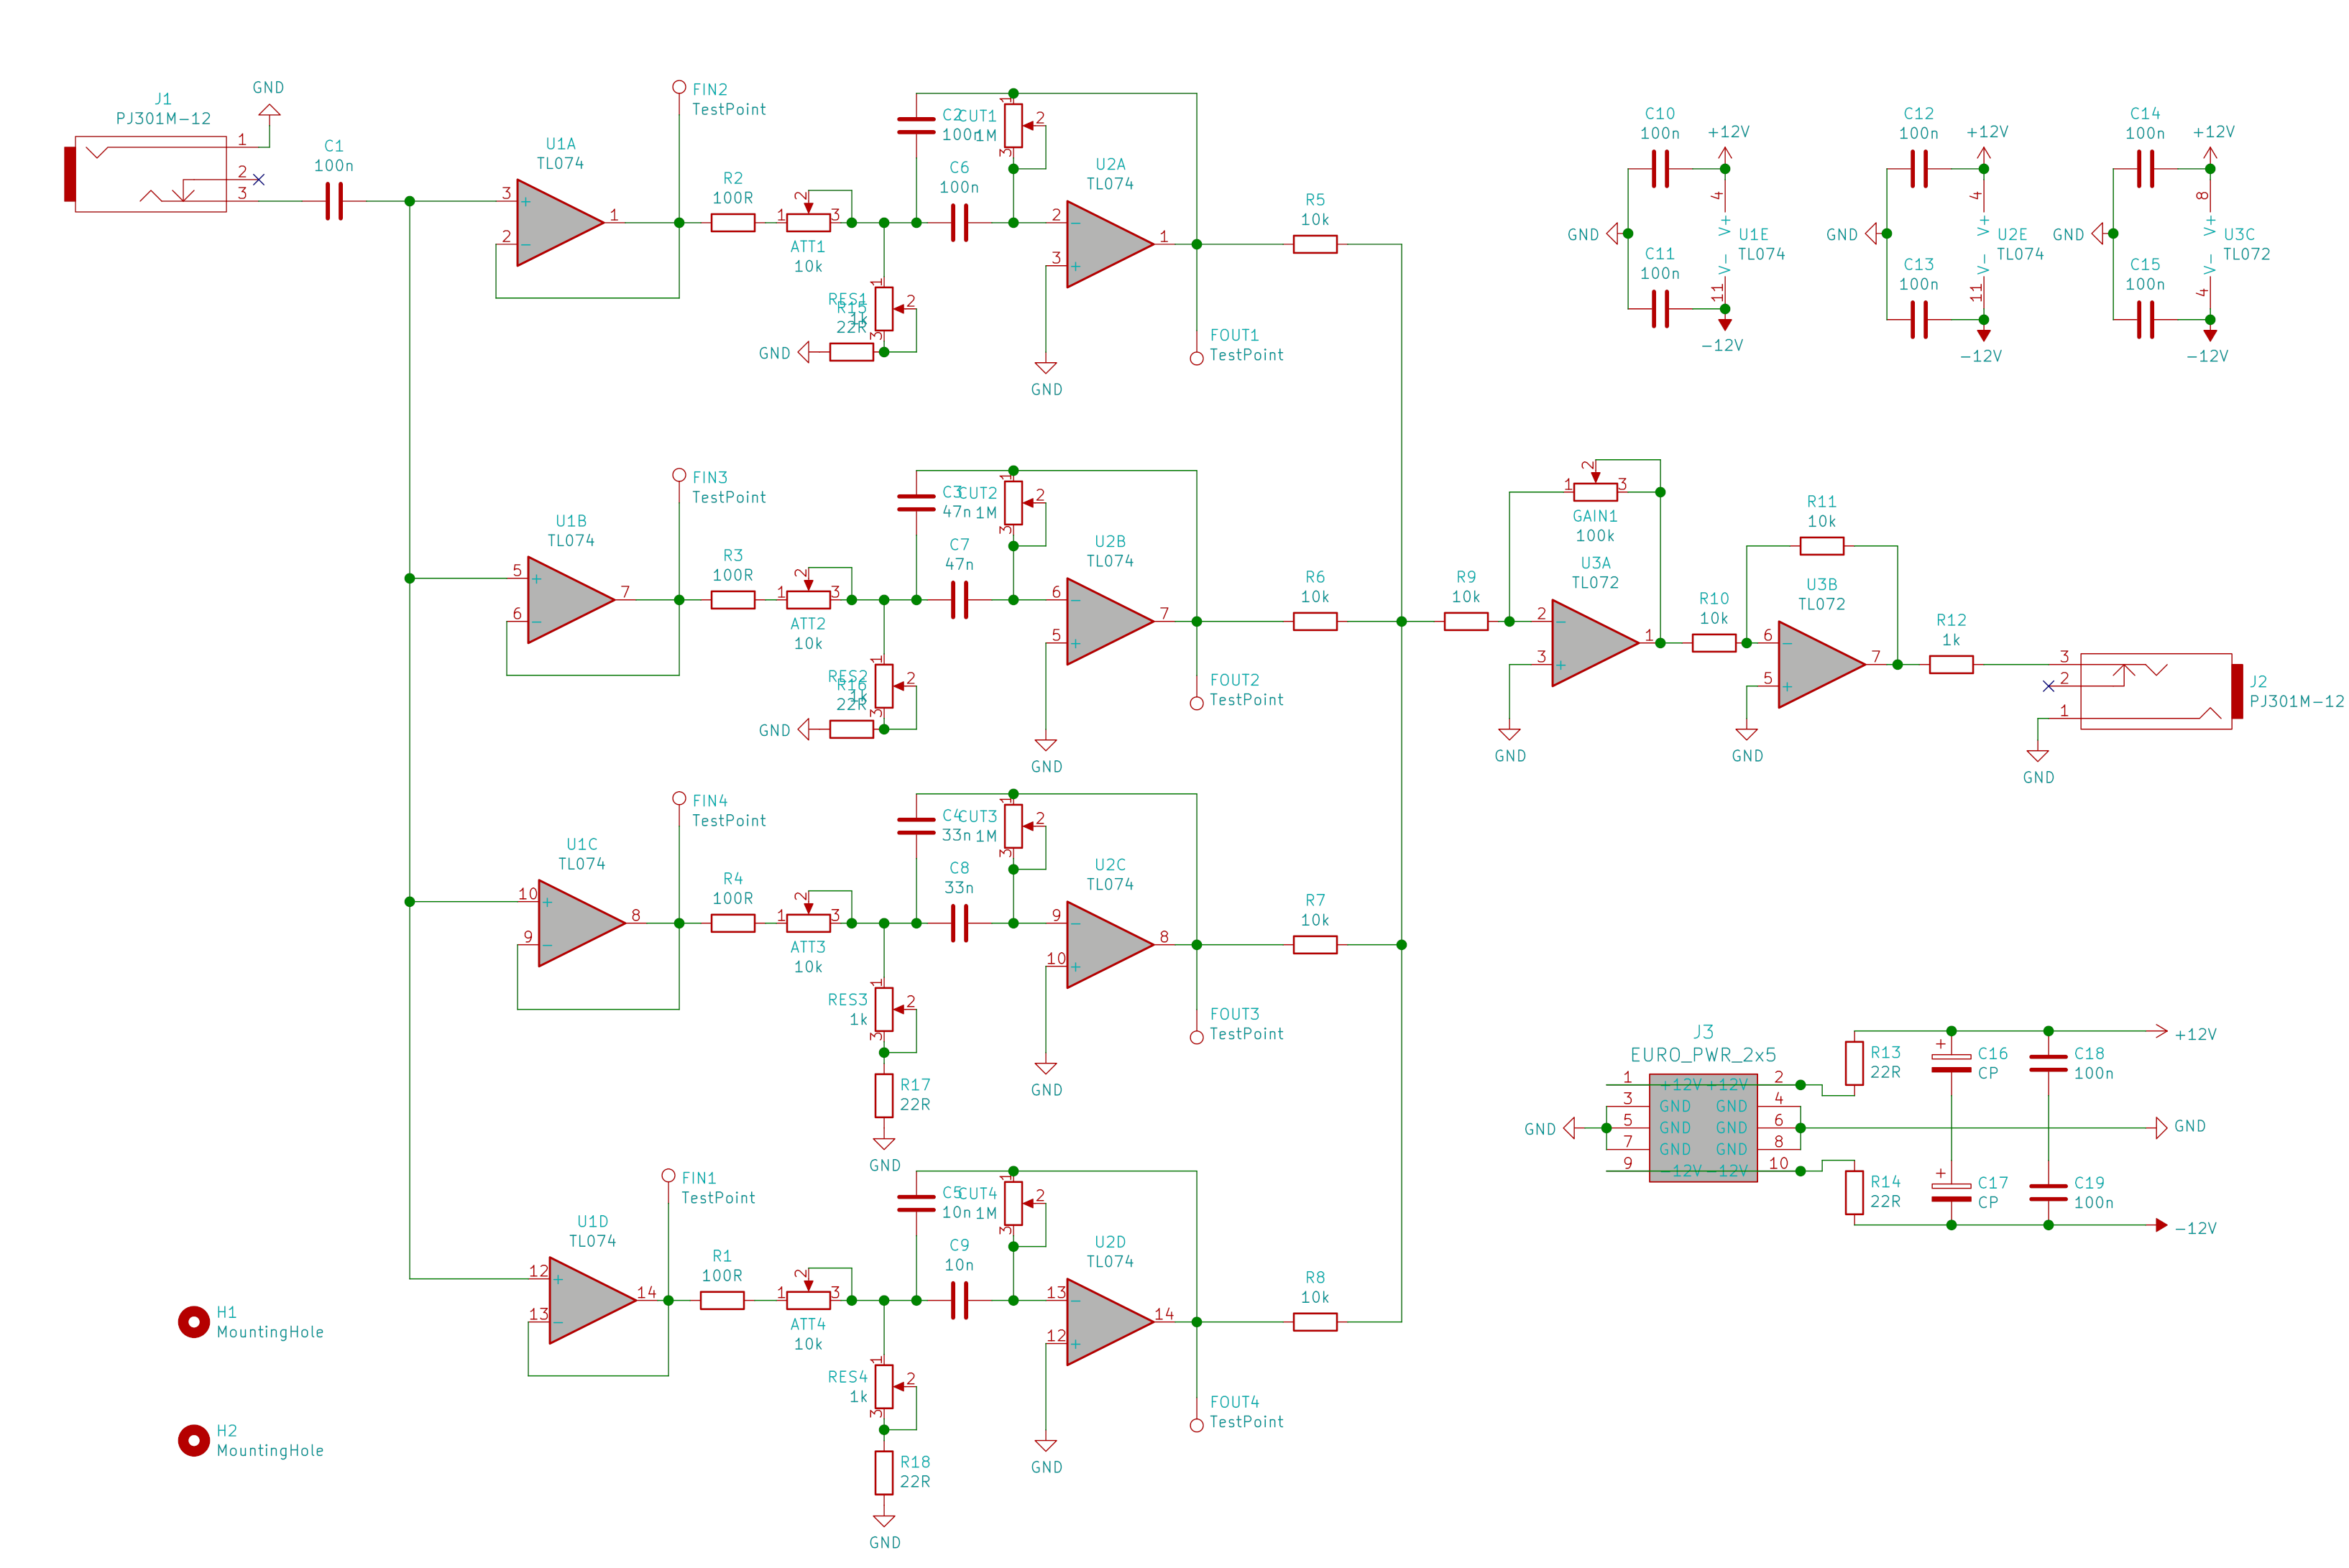 J1
PJ301M-12
GND
1
2
3
C1
100n
U1A
TL074
3
+
2
−
1
FIN2
TestPoint
R2
100R
1
2
3
ATT1
10k
C2
100n
CUT1
1M
1
2
3
C6
100n
RES1
1k
1
2
3
R15
22R
GND
U2A
TL074
2
−
3
+
1
GND
FOUT1
TestPoint
R5
10k
C10
100n
+12V
C11
100n
GND
4
V+
V-
11
U1E
TL074
-12V
C12
100n
+12V
C13
100n
GND
4
V+
V-
11
U2E
TL074
-12V
C14
100n
+12V
C15
100n
GND
8
V+
V-
4
U3C
TL072
-12V
U1B
TL074
5
+
6
−
7
FIN3
TestPoint
R3
100R
1
2
3
ATT2
10k
C3
47n
CUT2
1M
1
2
3
C7
47n
RES2
1k
1
2
3
R16
22R
GND
U2B
TL074
6
−
5
+
7
GND
FOUT2
TestPoint
R6
10k
R9
10k
1
2
3
GAIN1
100k
U3A
TL072
2
−
3
+
1
GND
R10
10k
R11
10k
U3B
TL072
6
−
5
+
7
GND
R12
1k
3
2
1
J2
PJ301M-12
GND
U1C
TL074
10
+
9
−
8
FIN4
TestPoint
R4
100R
1
2
3
ATT3
10k
C4
33n
CUT3
1M
1
2
3
C8
33n
RES3
1k
1
2
3
R17
22R
GND
U2C
TL074
9
−
10
+
8
GND
FOUT3
TestPoint
R7
10k
J3
EURO_PWR_2x5
1 +12V +12V 2
3 GND GND 4
5 GND GND 6
7 GND GND 8
9 -12V -12V 10
GND
R13
22R
R14
22R
+
C16
CP
+
C17
CP
C18
100n
C19
100n
+12V
GND
-12V
U1D
TL074
12
+
13
−
14
FIN1
TestPoint
R1
100R
1
2
3
ATT4
10k
C5
10n
CUT4
1M
1
2
3
C9
10n
RES4
1k
1
2
3
R18
22R
GND
U2D
TL074
13
−
12
+
14
GND
FOUT4
TestPoint
R8
10k
H1
MountingHole
H2
MountingHole